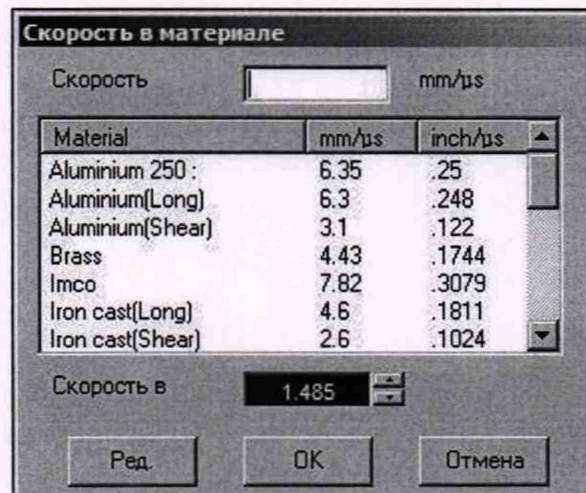 Скорость в материале
Скорость mm/µs
Material mm/µs inch/µs
Aluminium 250 : 6.35 .25
Aluminium(Long) 6.3 .248
Aluminium(Shear) 3.1 .122
Brass 4.43 .1744
Imco 7.82 .3079
Iron cast(Long) 4.6 .1811
Iron cast(Shear) 2.6 .1024
Скорость в 1.485
Ред. OK Отмена